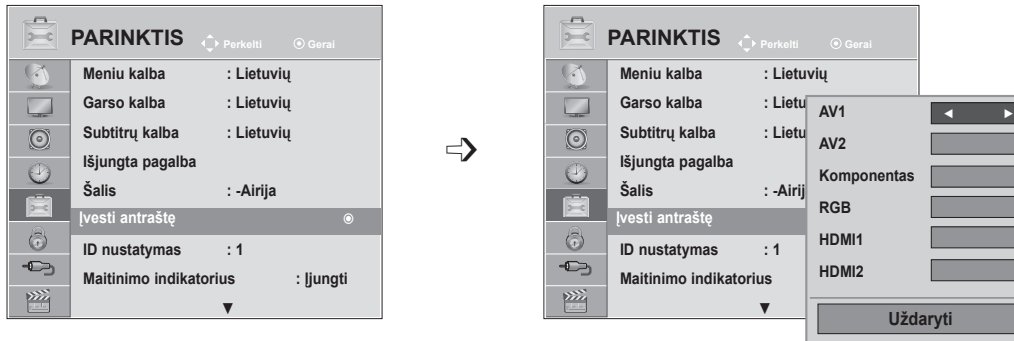 PARINKTIS Perkelti Gerai
Meniu kalba : Lietuvių
Garso kalba : Lietuvių
Subtitrų kalba : Lietuvių
Išjungta pagalba
Šalis : -Airija
Įvesti antraštę
ID nustatymas : 1
Maitinimo indikatorius : Įjungti
PARINKTIS Perkelti Gerai
Meniu kalba : Lietuvių
Garso kalba : Lietu
Subtitrų kalba : Lietu
Išjungta pagalba
Šalis : -Airij
Įvesti antraštę
ID nustatymas : 1
Maitinimo indikatorius
AV1
AV2
Komponentas
RGB
HDMI1
HDMI2
Uždaryti